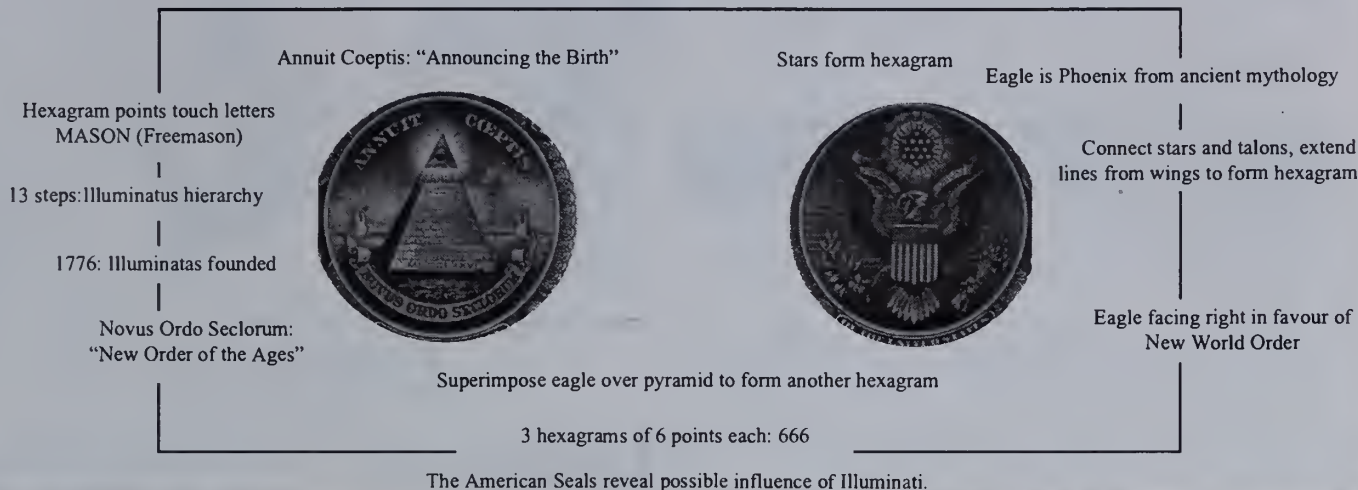 Annuit Coeptis: “Announcing the Birth”
Stars form hexagram
Eagle is Phoenix from ancient mythology
Hexagram points touch letters
MASON (Freemason)
13 steps:Illuminatus hierarchy
1776: Illuminatas founded
Novus Ordo Seclorum:
“New Order of the Ages”
ANNUIT CŒPTIS
NOVUS ORDO SECLORUM
Connect stars and talons, extend
lines from wings to form hexagram
Eagle facing right in favour of
New World Order
Superimpose eagle over pyramid to form another hexagram
3 hexagrams of 6 points each: 666
The American Seals reveal possible influence of Illuminati.